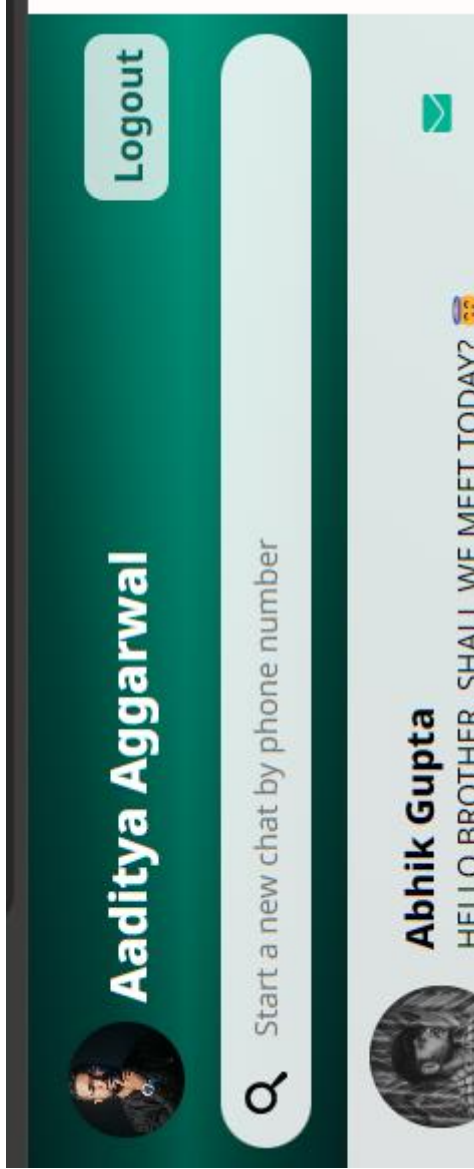 Aaditya Aggarwal
Logout
Start a new chat by phone number
Abhik Gupta
HELLO BROTHER, SHALL WE MEET TODAY? 😇